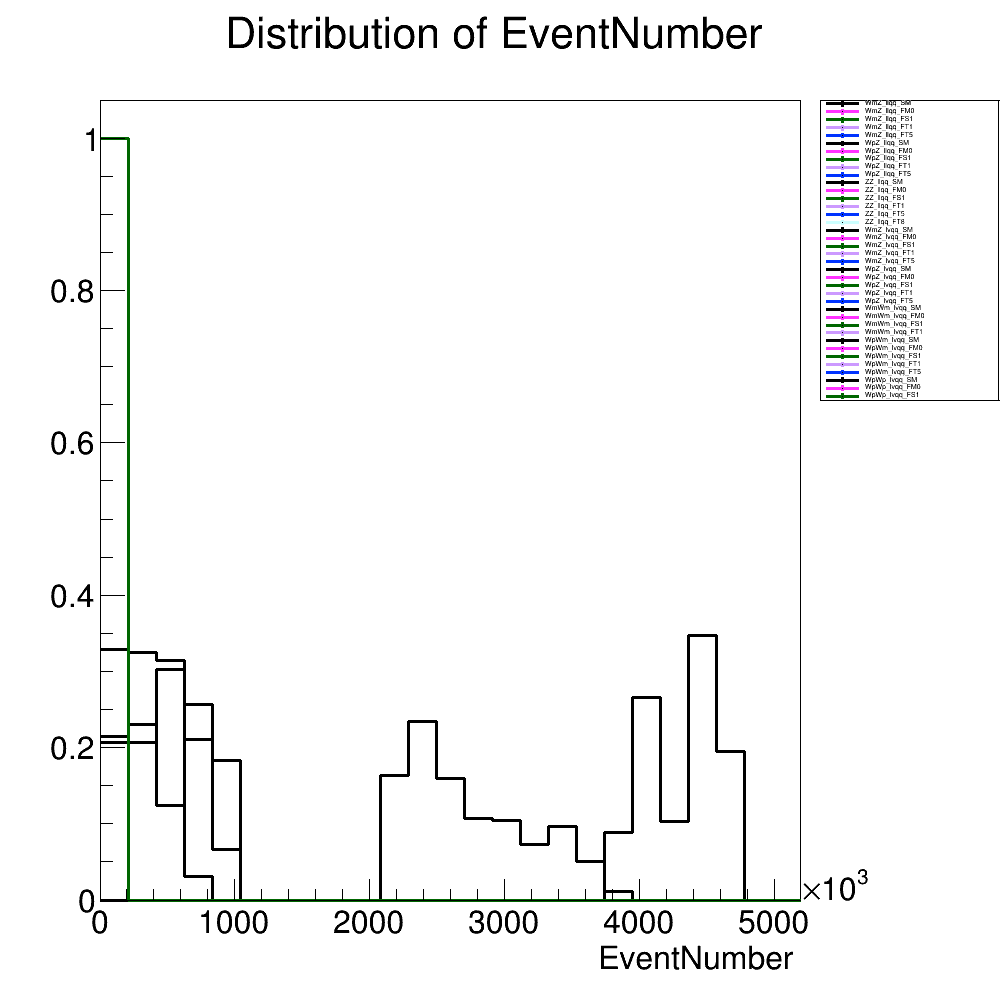 Distribution of EventNumber
1
0.8
0.6
0.4
0.2
0
0 1000 2000 3000 4000 5000
×10³
EventNumber
WmZ_llqq_SM
WmZ_llqq_FM0
WmZ_llqq_FS1
WmZ_llqq_FT1
WmZ_llqq_FT5
WpZ_llqq_SM
WpZ_llqq_FM0
WpZ_llqq_FS1
WpZ_llqq_FT1
WpZ_llqq_FT5
ZZ_llqq_SM
ZZ_llqq_FM0
ZZ_llqq_FS1
ZZ_llqq_FT1
ZZ_llqq_FT5
ZZ_llqq_FT8
WmZ_lvqq_SM
WmZ_lvqq_FM0
WmZ_lvqq_FS1
WmZ_lvqq_FT1
WmZ_lvqq_FT5
WpZ_lvqq_SM
WpZ_lvqq_FM0
WpZ_lvqq_FS1
WpZ_lvqq_FT1
WpZ_lvqq_FT5
WmWm_lvqq_SM
WmWm_lvqq_FM0
WmWm_lvqq_FS1
WmWm_lvqq_FT1
WpWm_lvqq_SM
WpWm_lvqq_FM0
WpWm_lvqq_FS1
WpWm_lvqq_FT1
WpWm_lvqq_FT5
WpWp_lvqq_SM
WpWp_lvqq_FM0
WpWp_lvqq_FS1